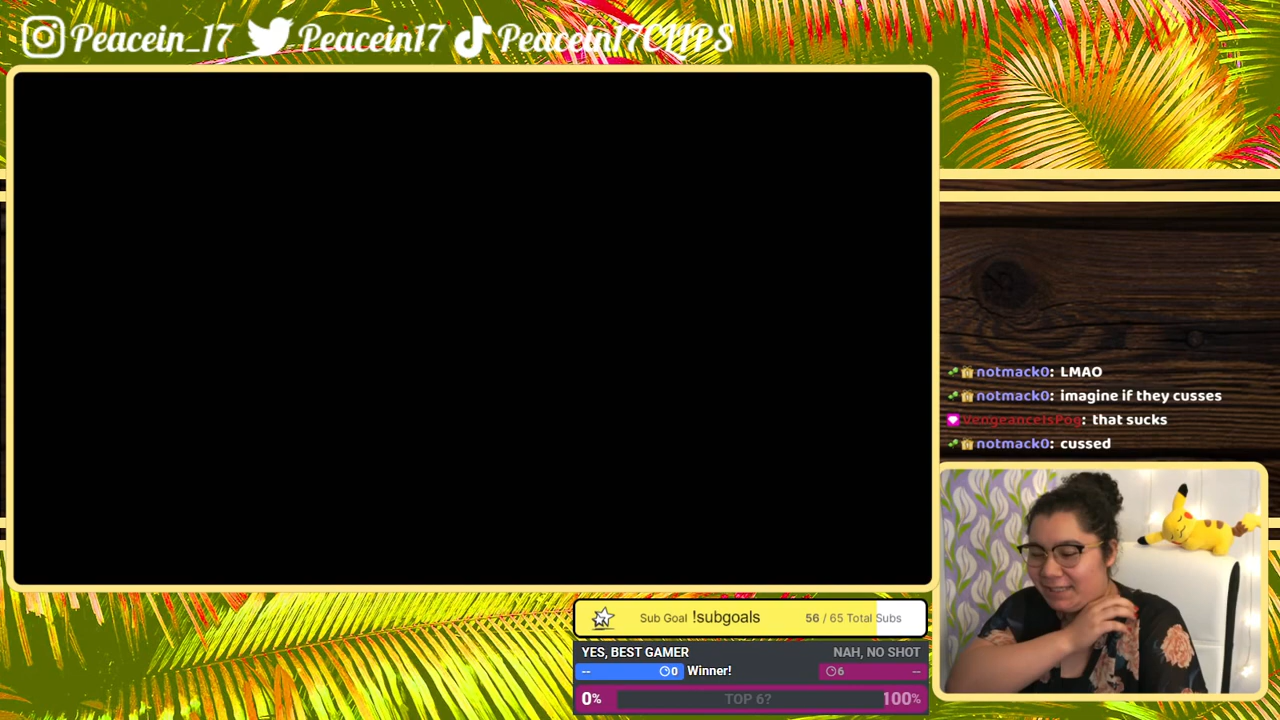 Peacein_17 Peacein17 Peacein17CLIPS
notmack0: LMAO
notmack0: imagine if they cusses
VengeanceIsPog: that sucks
notmack0: cussed
Sub Goal !subgoals 56 / 65 Total Subs
YES, BEST GAMER NAH, NO SHOT
-- 0 Winner! 6 --
0% TOP 6? 100%